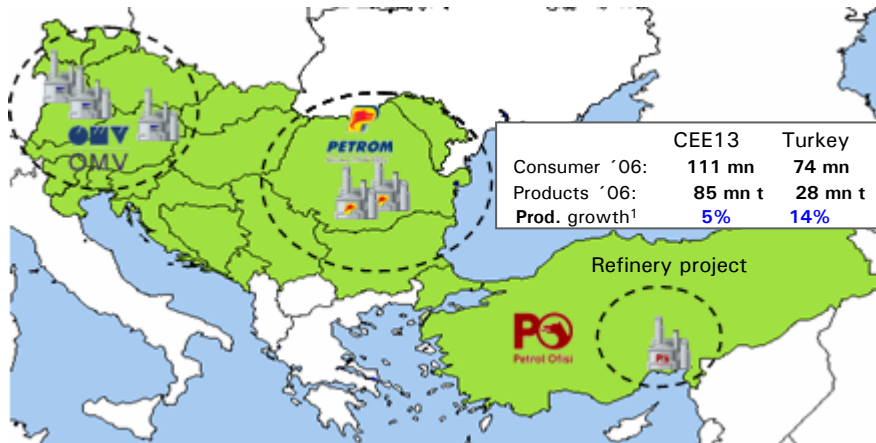 OMV
OMV
PETROM
CEE13 Turkey
Consumer ´06: 111 mn 74 mn
Products ´06: 85 mn t 28 mn t
Prod. growth¹ 5% 14%
Refinery project
PO
Petrol Ofisi